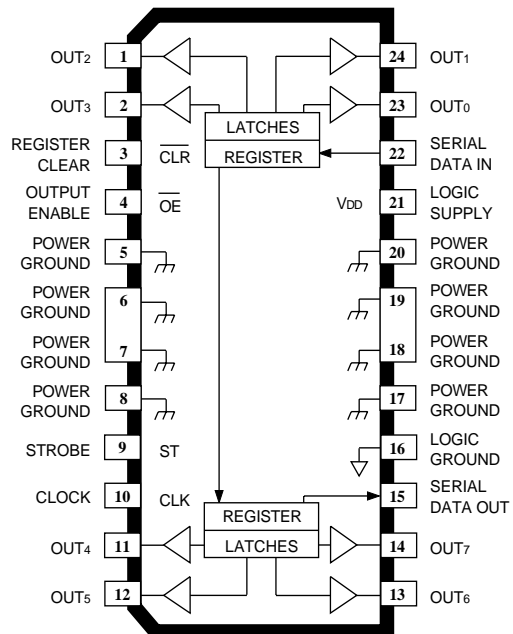 OUT2 1 24 OUT1
OUT3 2 23 OUT0
LATCHES
REGISTER CLEAR 3 CLR REGISTER 22 SERIAL DATA IN
OUTPUT ENABLE 4 OE VDD 21 LOGIC SUPPLY
POWER GROUND 5 20 POWER GROUND
POWER GROUND 6 19 POWER GROUND
POWER GROUND 7 18 POWER GROUND
POWER GROUND 8 17 POWER GROUND
STROBE 9 ST 16 LOGIC GROUND
CLOCK 10 CLK 15 SERIAL DATA OUT
REGISTER
OUT4 11 LATCHES 14 OUT7
OUT5 12 13 OUT6